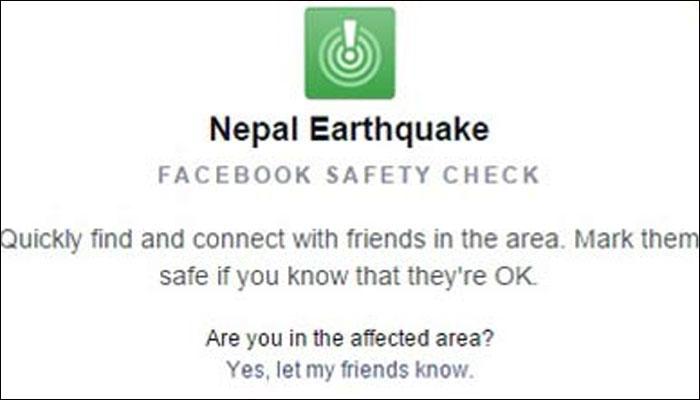 Nepal Earthquake
FACEBOOK SAFETY CHECK
Quickly find and connect with friends in the area. Mark them
safe if you know that they're OK.
Are you in the affected area?
Yes, let my friends know.